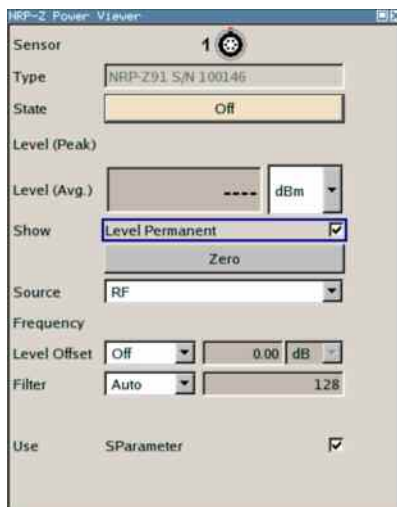 NRP-Z Power Viewer
Sensor 1
Type NRP-Z91 S/N 100146
State Off
Level (Peak)
Level (Avg.) ---- dBm
Show Level Permanent
Zero
Source RF
Frequency
Level Offset Off 0.00 dB
Filter Auto 128
Use SParameter